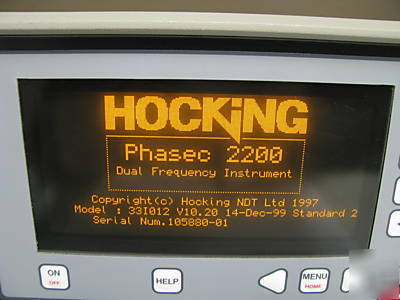 HOCKiNG
Phasec 2200
Dual Frequency Instrument
Copyright(c) Hocking NDT Ltd 1997
Model : 33I012 V10.20 14-Dec-99 Standard 2
Serial Num.105880-01
ON
OFF
HELP
MENU
HOME